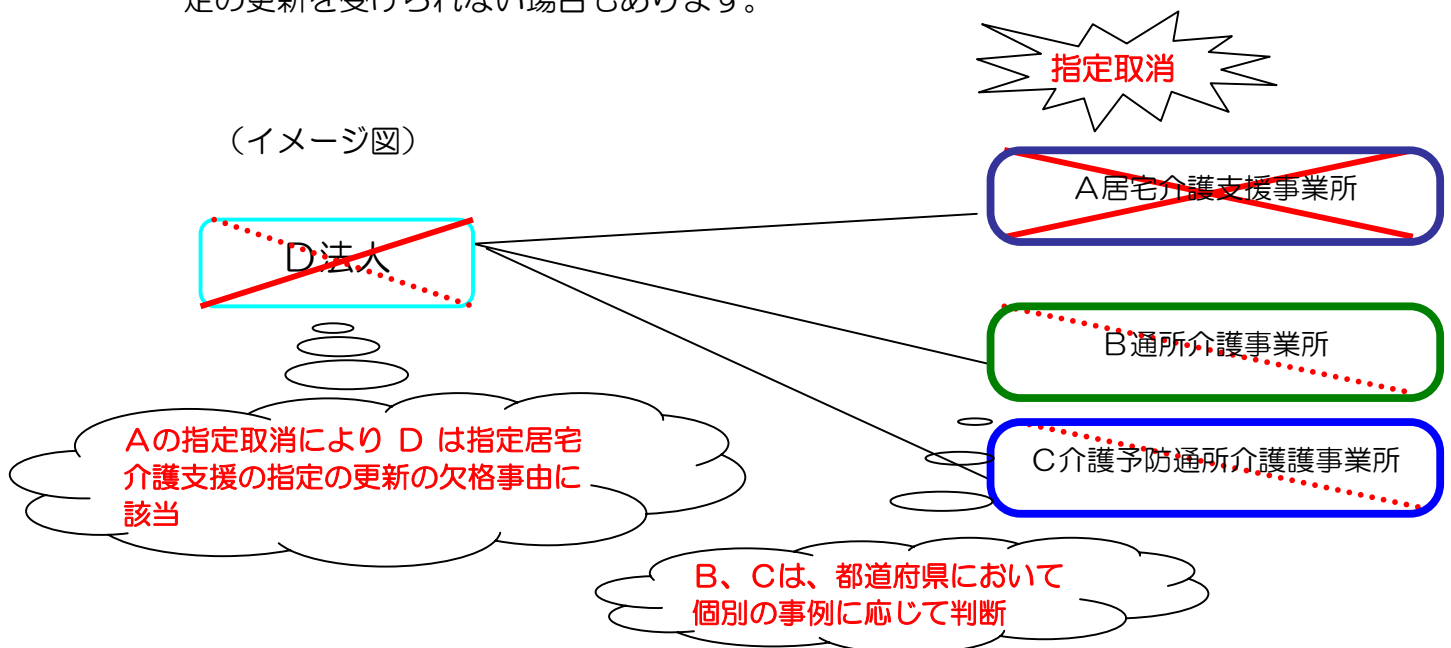 定の更新を受けられない場合もあります。
指定取消
（イメージ図）
A居宅介護支援事業所
D法人
B通所介護事業所
Aの指定取消により D は指定居宅
介護支援の指定の更新の欠格事由に
該当
C介護予防通所介護護事業所
B、Cは、都道府県において
個別の事例に応じて判断